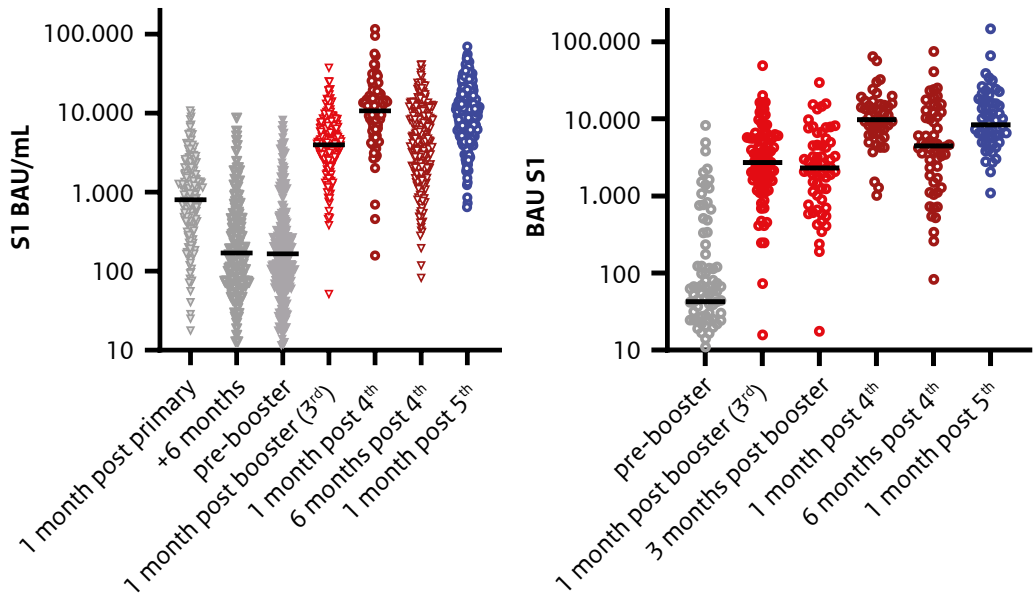 S1 BAU/mL
100.000
10.000
1.000
100
10
1 month post primary
+6 months
pre-booster
1 month post booster (3rd)
1 month post 4th
6 months post 4th
1 month post 5th
BAU S1
100.000
10.000
1.000
100
10
pre-booster
1 month post booster (3rd)
3 months post booster
1 month post 4th
6 months post 4th
1 month post 5th